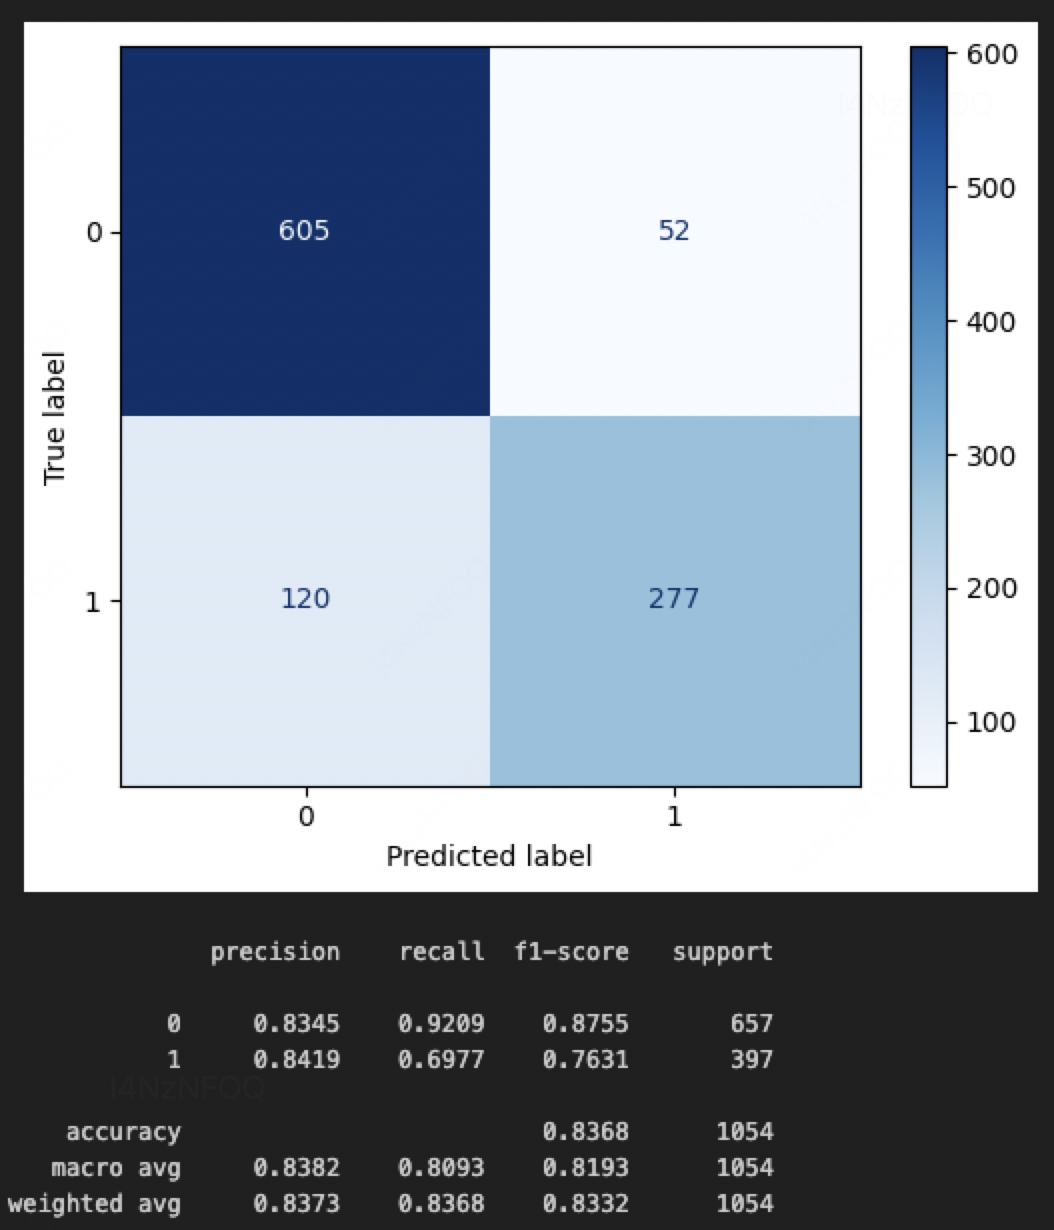 600
500
400
300
200
100
0
605 52
True label
1
120 277
0 1
Predicted label
precision recall f1-score support
0 0.8345 0.9209 0.8755 657
1 0.8419 0.6977 0.7631 397
I4NzNFOQ
accuracy 0.8368 1054
macro avg 0.8382 0.8093 0.8193 1054
weighted avg 0.8373 0.8368 0.8332 1054